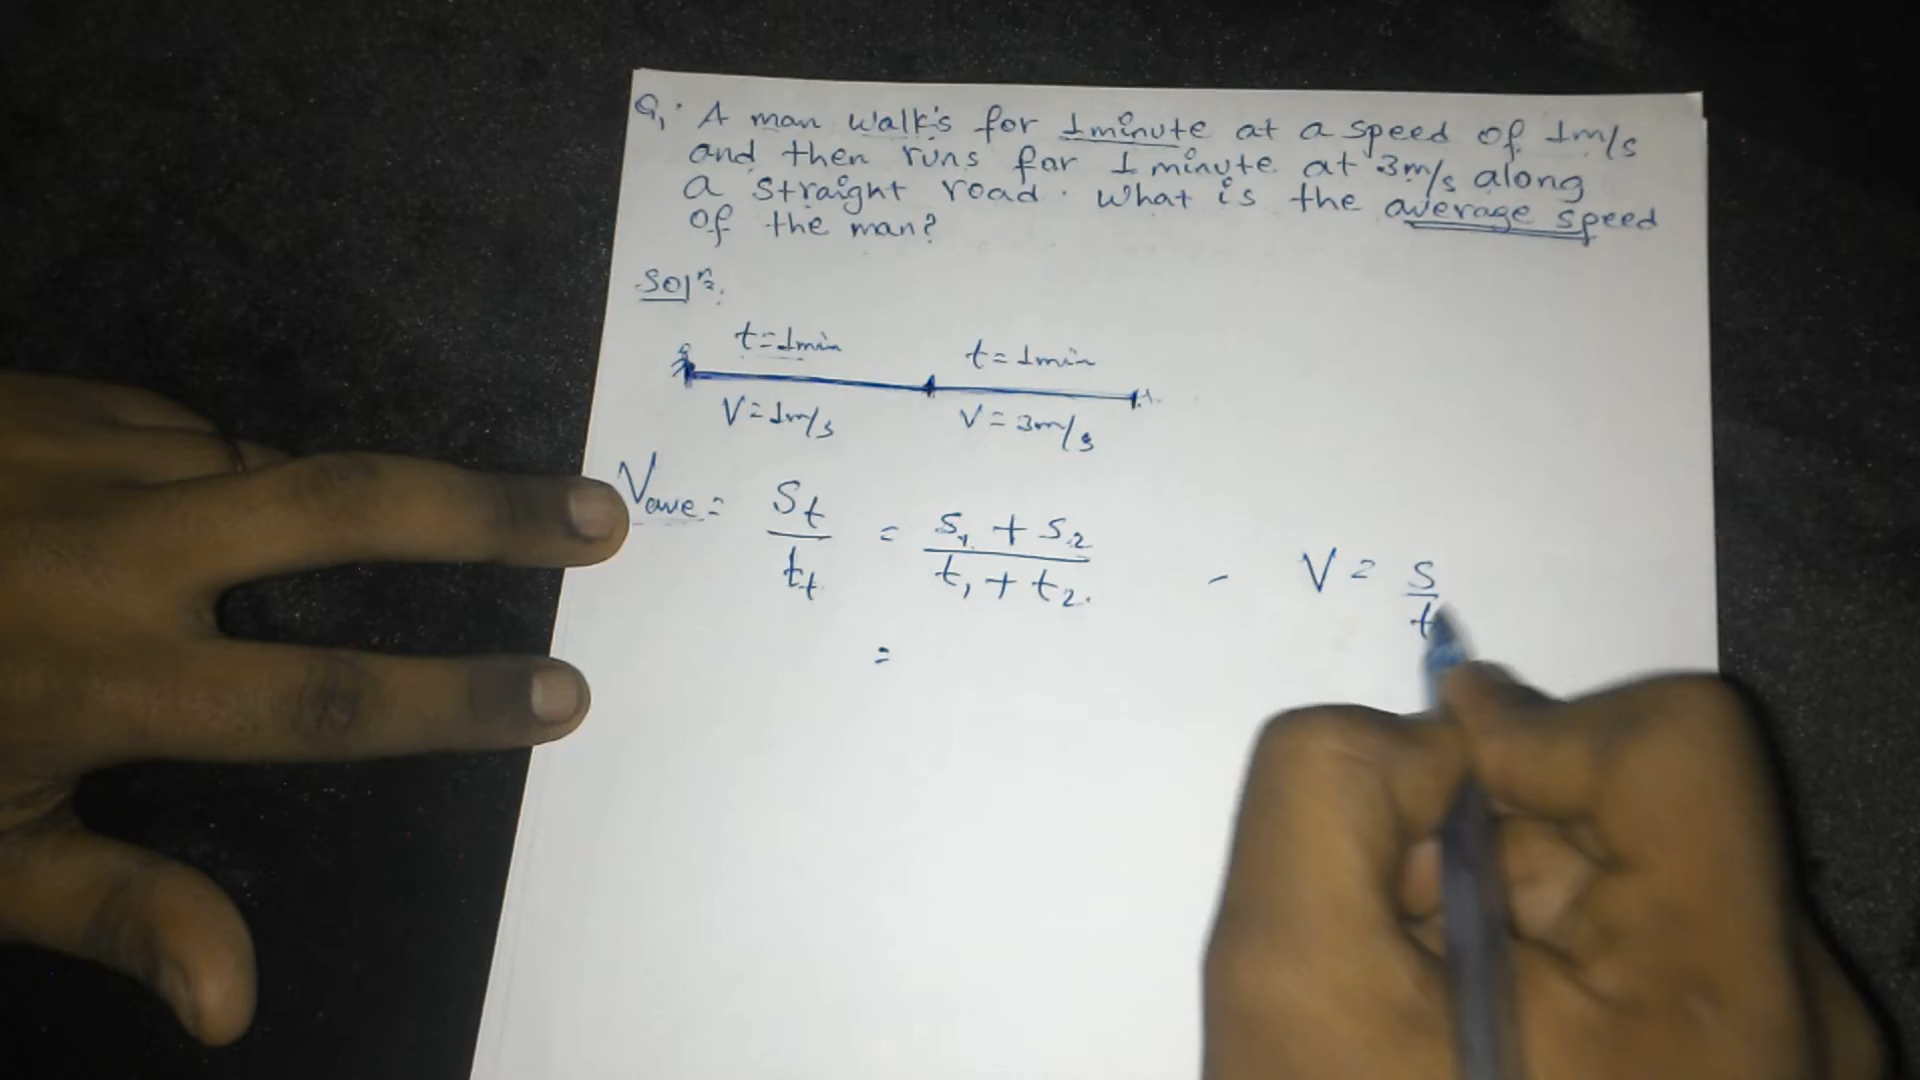 Q1. A man walks for 1minute at a speed of 1m/s
and then runs for 1 minute at 3m/s along
a straight road. What is the average speed
of the man?
Solⁿ.
t=1min t=1min
V=1m/s V=3m/s
Vave = St/tt = S1 + S2/t1 + t2. - V = S/t
=